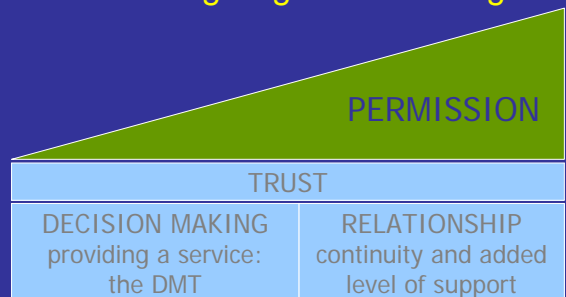 PERMISSION
TRUST
DECISION MAKING
providing a service:
the DMT
RELATIONSHIP
continuity and added
level of support